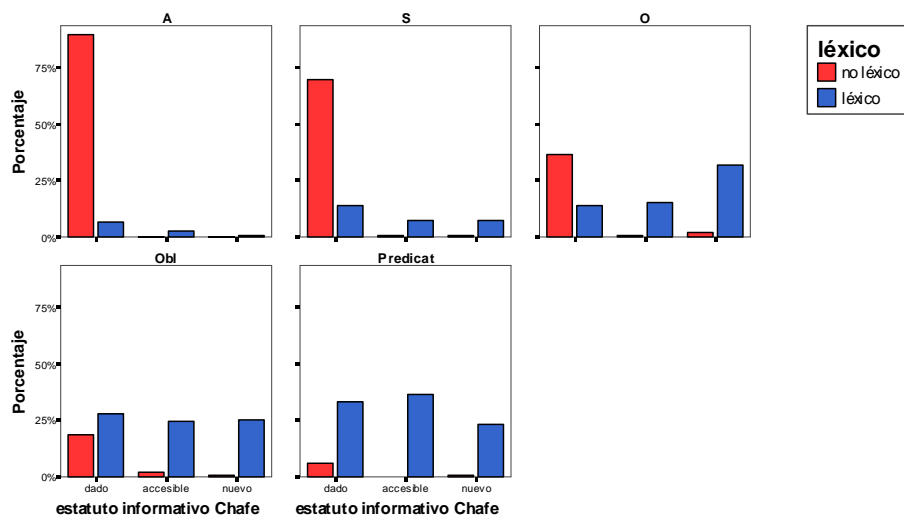 A
S
O
léxico
no léxico
léxico
Porcentaje
75%
50%
25%
0%
Obl
Predicat
Porcentaje
75%
50%
25%
0%
dado accesible nuevo
dado accesible nuevo
estatuto informativo Chafe
estatuto informativo Chafe